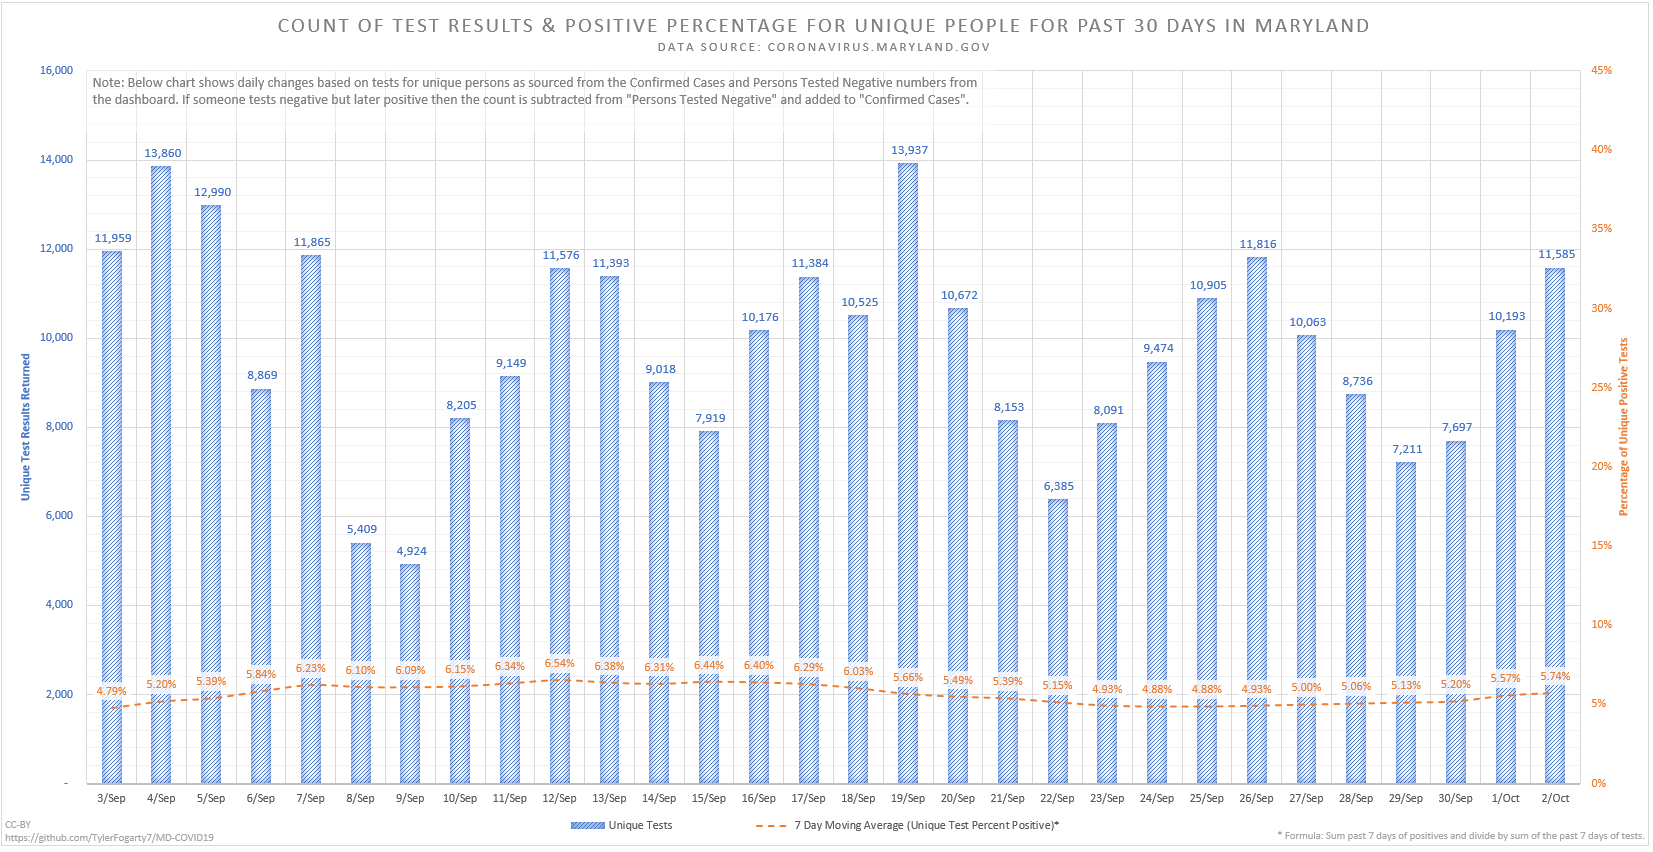 COUNT OF TEST RESULTS & POSITIVE PERCENTAGE FOR UNIQUE PEOPLE FOR PAST 30 DAYS IN MARYLAND
DATA SOURCE: CORONAVIRUS.MARYLAND.GOV
Note: Below chart shows daily changes based on tests for unique persons as sourced from the Confirmed Cases and Persons Tested Negative numbers from
the dashboard. If someone tests negative but later positive then the count is subtracted from "Persons Tested Negative" and added to "Confirmed Cases".
Unique Test Results Returned
16,000
14,000
12,000
10,000
8,000
6,000
4,000
2,000
-
11,959 13,860 12,990 8,869 11,865 5,409 4,924 8,205 9,149 11,576 11,393 9,018 7,919 10,176 11,384 10,525 13,937 10,672 8,153 6,385 8,091 9,474 10,905 11,816 10,063 8,736 7,211 7,697 10,193 11,585
4.79% 5.20% 5.39% 5.84% 6.23% 6.10% 6.09% 6.15% 6.34% 6.54% 6.38% 6.31% 6.44% 6.40% 6.29% 6.03% 5.66% 5.49% 5.39% 5.15% 4.93% 4.88% 4.88% 4.93% 5.00% 5.06% 5.13% 5.20% 5.57% 5.74%
45%
40%
35%
30%
25%
20%
15%
10%
5%
0%
Percentage of Unique Positive Tests
3/Sep 4/Sep 5/Sep 6/Sep 7/Sep 8/Sep 9/Sep 10/Sep 11/Sep 12/Sep 13/Sep 14/Sep 15/Sep 16/Sep 17/Sep 18/Sep 19/Sep 20/Sep 21/Sep 22/Sep 23/Sep 24/Sep 25/Sep 26/Sep 27/Sep 28/Sep 29/Sep 30/Sep 1/Oct 2/Oct
Unique Tests 7 Day Moving Average (Unique Test Percent Positive)*
CC-BY
https://github.com/TylerFogarty7/MD-COVID19
* Formula: Sum past 7 days of positives and divide by sum of the past 7 days of tests.